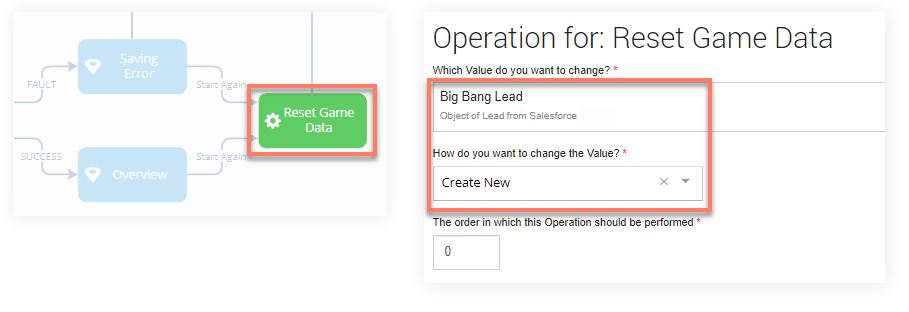 Saving
Error
FAULT
Start Again
Reset Game
Data
SUCCESS
Start Again
Overview
Operation for: Reset Game Data
Which Value do you want to change? *
Big Bang Lead
Object of Lead from Salesforce
How do you want to change the Value? *
Create New
The order in which this Operation should be performed *
0